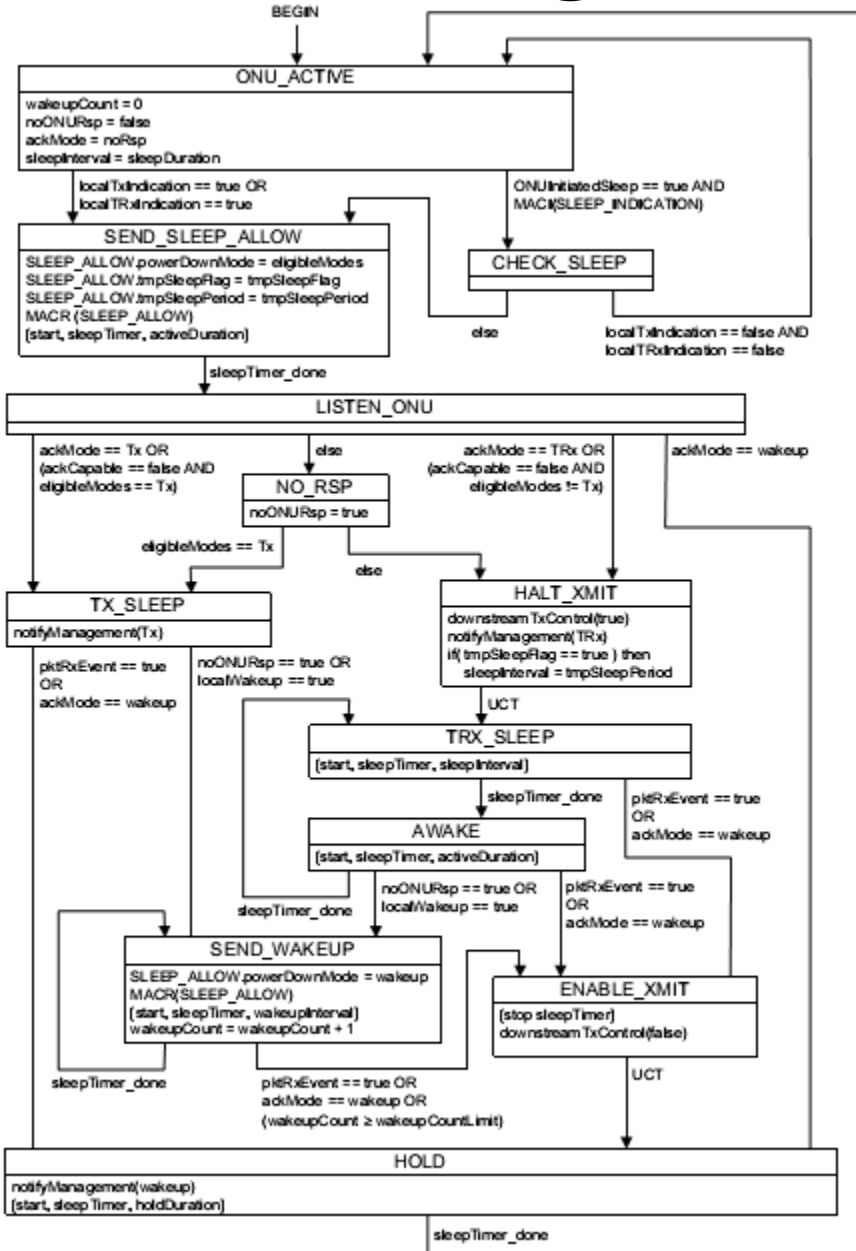 BEGIN
ONU_ACTIVE
wakeupCount = 0
noONURsp = false
ackMode = noRsp
sleepInterval = sleepDuration
localTxIndication == true OR
localTRxIndication == true
ONUInitiatedSleep == true AND
MACI(SLEEP_INDICATION)
SEND_SLEEP_ALLOW
SLEEP_ALLOW.powerDownMode = eligibleModes
SLEEP_ALLOW.tmpSleepFlag = tmpSleepFlag
SLEEP_ALLOW.tmpSleepPeriod = tmpSleepPeriod
MACR (SLEEP_ALLOW)
[start, sleepTimer, activeDuration]
CHECK_SLEEP
else
localTxIndication == false AND
localTRxIndication == false
sleepTimer_done
LISTEN_ONU
ackMode == Tx OR
(ackCapable == false AND
eligibleModes == Tx)
else
ackMode == TRx OR
(ackCapable == false AND
eligibleModes != Tx)
ackMode == wakeup
NO_RSP
noONURsp = true
eligibleModes == Tx
else
TX_SLEEP
notifyManagement(Tx)
HALT_XMIT
downstreamTxControl(true)
notifyManagement(TRx)
if( tmpSleepFlag == true ) then
sleepInterval = tmpSleepPeriod
pktRxEvent == true
OR
ackMode == wakeup
noONURsp == true OR
localWakeup == true
UCT
TRX_SLEEP
[start, sleepTimer, sleepInterval)
sleepTimer_done
pktRxEvent == true
OR
ackMode == wakeup
AWAKE
[start, sleepTimer, activeDuration]
sleepTimer_done
noONURsp == true OR
localWakeup == true
pktRxEvent == true
OR
ackMode == wakeup
SEND_WAKEUP
SLEEP_ALLOW.powerDownMode = wakeup
MACR(SLEEP_ALLOW)
[start, sleepTimer, wakeupInterval]
wakeupCount = wakeupCount + 1
ENABLE_XMIT
[stop sleepTimer)
downstreamTxControl(false)
sleepTimer_done
pktRxEvent == true OR
ackMode == wakeup OR
(wakeupCount ≥ wakeupCountLimit)
UCT
HOLD
notifyManagement(wakeup)
[start, sleepTimer, holdDuration]
sleepTimer_done